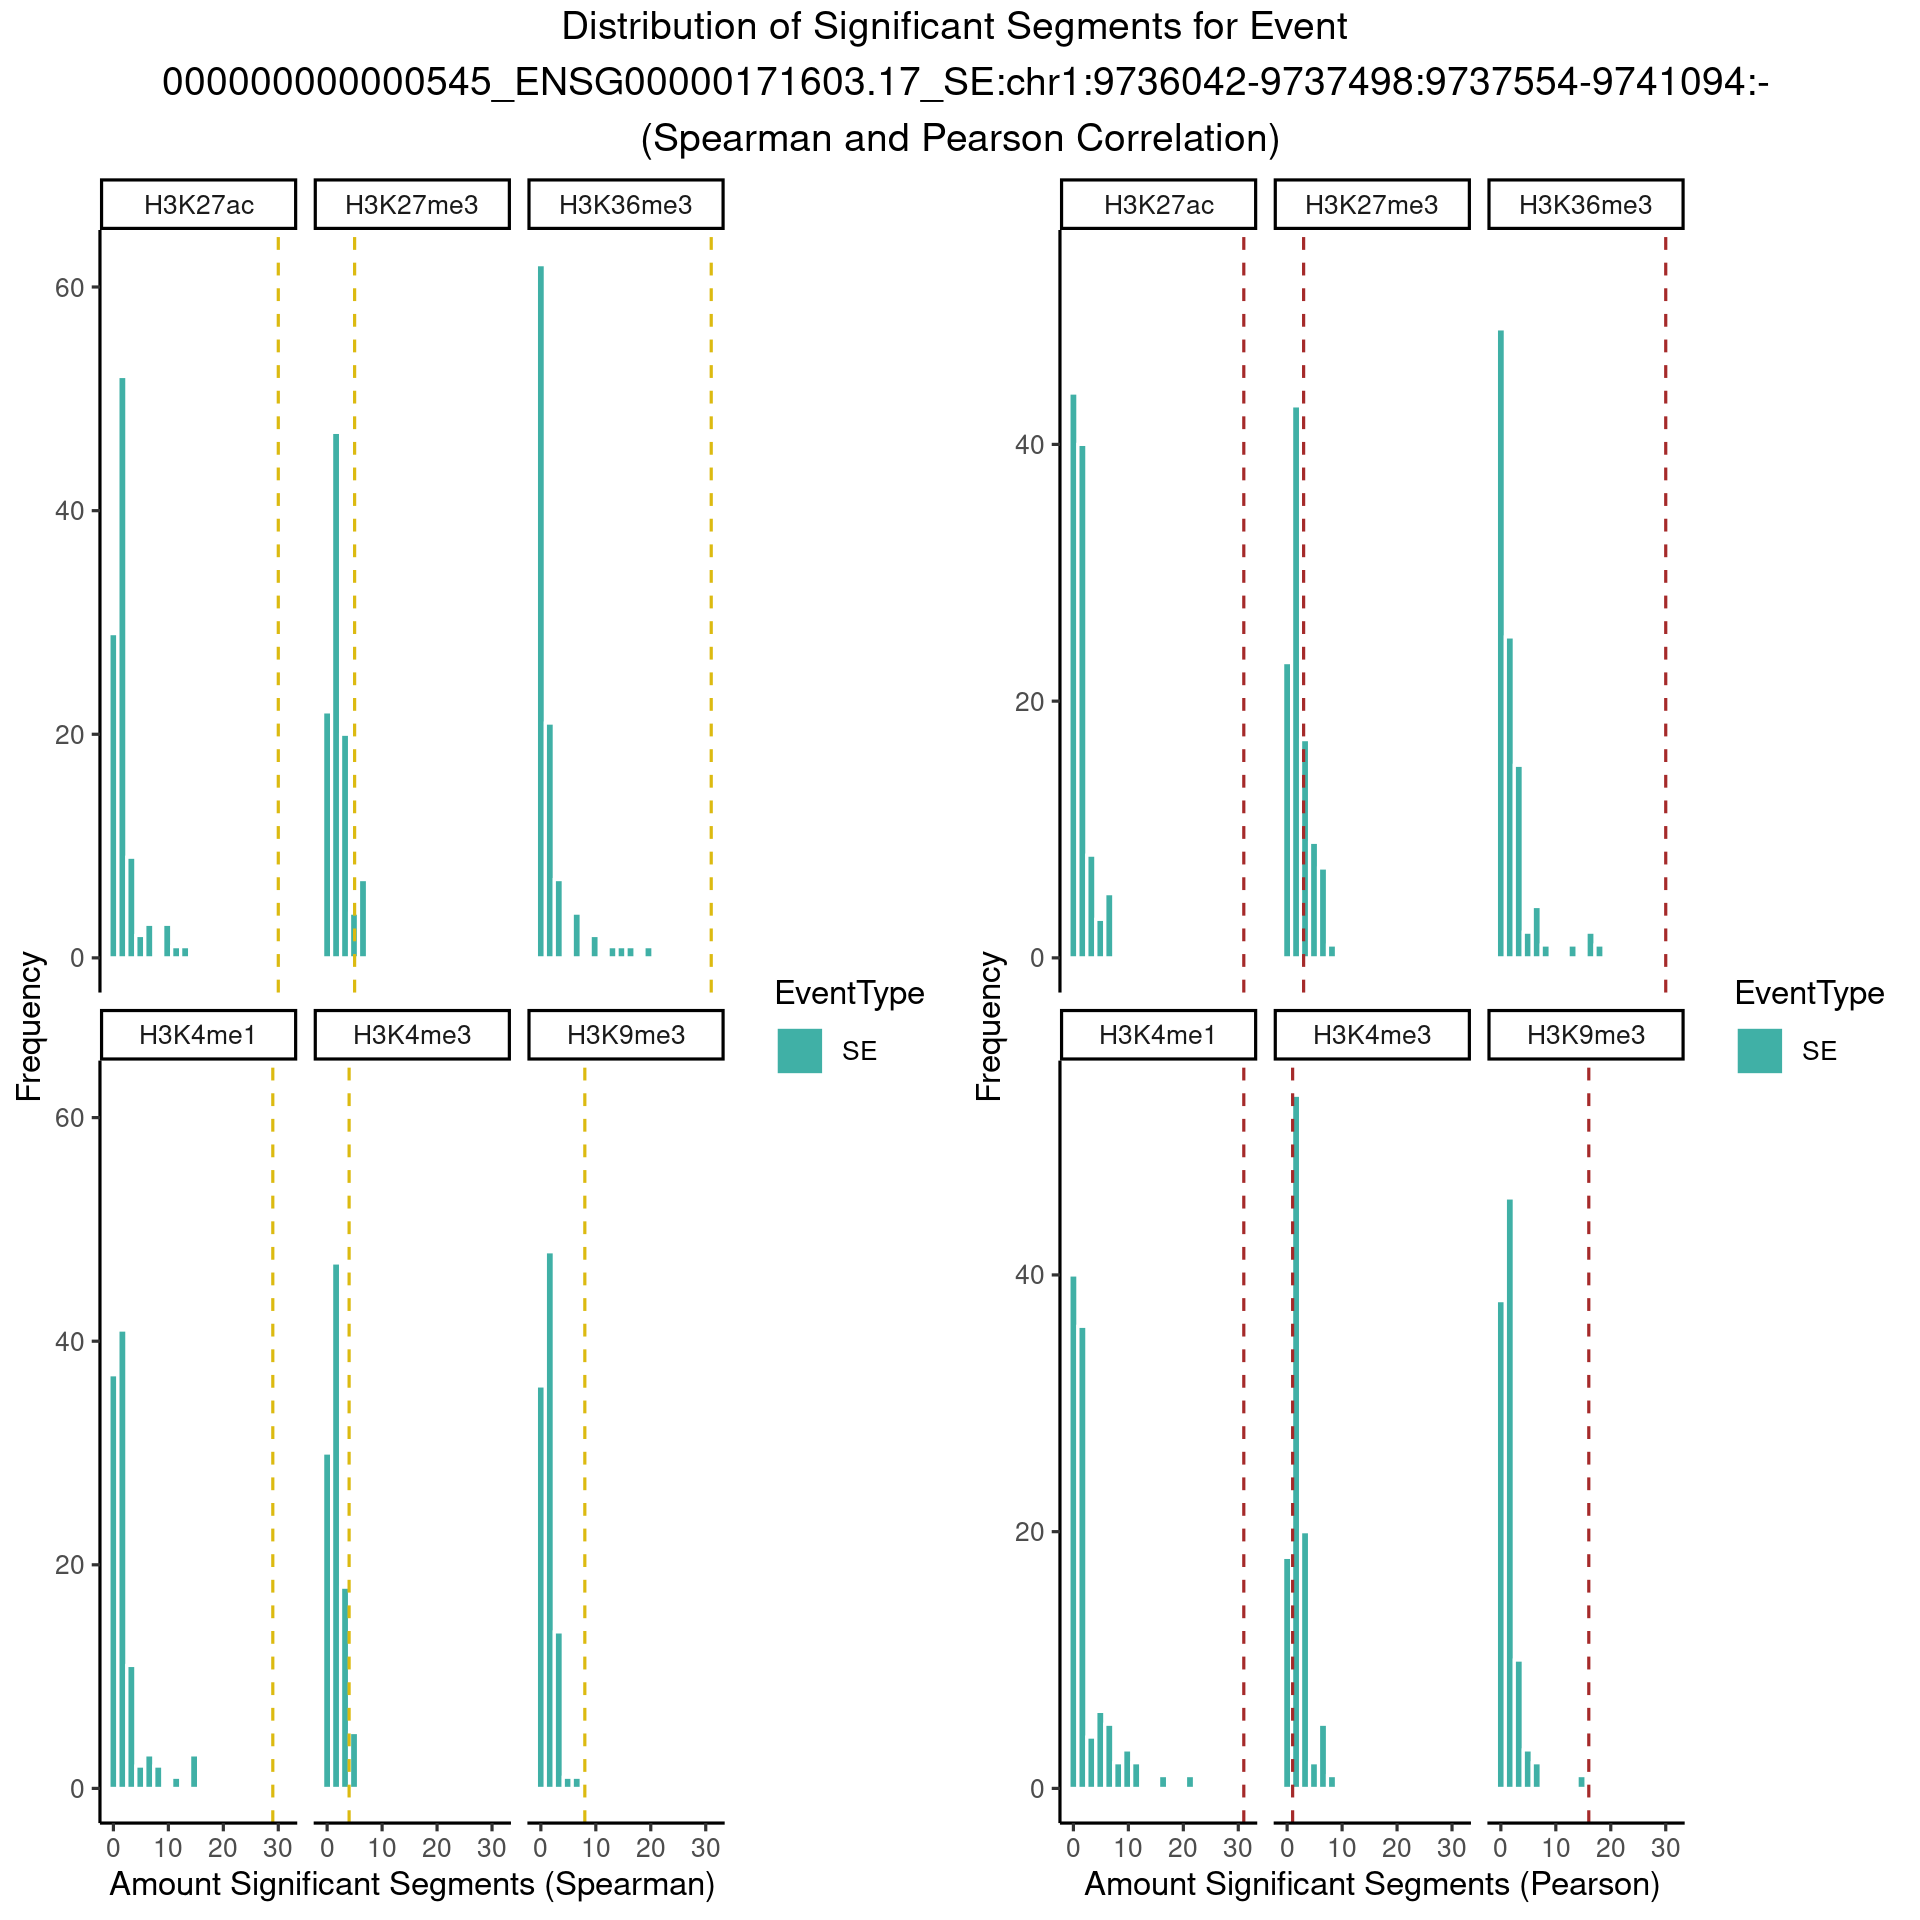 Distribution of Significant Segments for Event
000000000000545_ENSG00000171603.17_SE:chr1:9736042-9737498:9737554-9741094:-
(Spearman and Pearson Correlation)
H3K27ac H3K27me3 H3K36me3
60
40
20
0
H3K4me1 H3K4me3 H3K9me3
60
40
20
0
0 10 20 30 0 10 20 30 0 10 20 30
Frequency
Amount Significant Segments (Spearman)
EventType
SE
H3K27ac H3K27me3 H3K36me3
40
20
0
H3K4me1 H3K4me3 H3K9me3
40
20
0
0 10 20 30 0 10 20 30 0 10 20 30
Frequency
Amount Significant Segments (Pearson)
EventType
SE